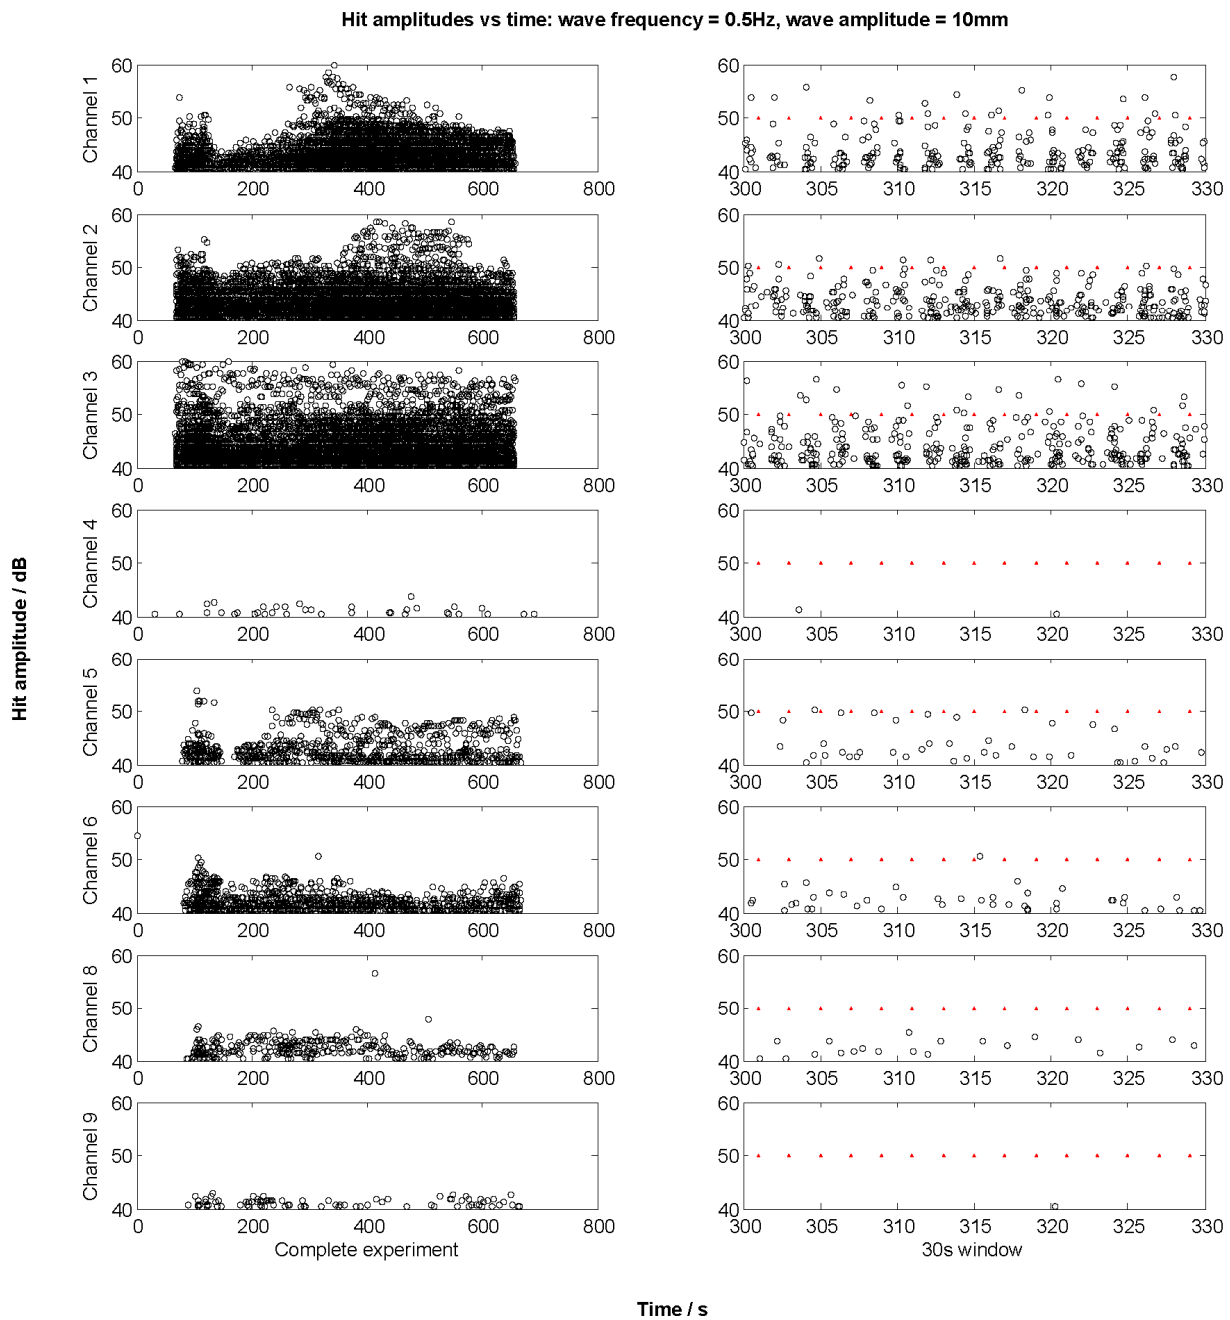 Hit amplitudes vs time: wave frequency = 0.5Hz, wave amplitude = 10mm
Hit amplitude / dB
Channel 1
60
50
40
0 200 400 600 800
60
50
40
300 305 310 315 320 325 330
Channel 2
60
50
40
0 200 400 600 800
60
50
40
300 305 310 315 320 325 330
Channel 3
60
50
40
0 200 400 600 800
60
50
40
300 305 310 315 320 325 330
Channel 4
60
50
40
0 200 400 600 800
60
50
40
300 305 310 315 320 325 330
Channel 5
60
50
40
0 200 400 600 800
60
50
40
300 305 310 315 320 325 330
Channel 6
60
50
40
0 200 400 600 800
60
50
40
300 305 310 315 320 325 330
Channel 8
60
50
40
0 200 400 600 800
60
50
40
300 305 310 315 320 325 330
Channel 9
60
50
40
0 200 400 600 800
Complete experiment
60
50
40
300 305 310 315 320 325 330
30s window
Time / s